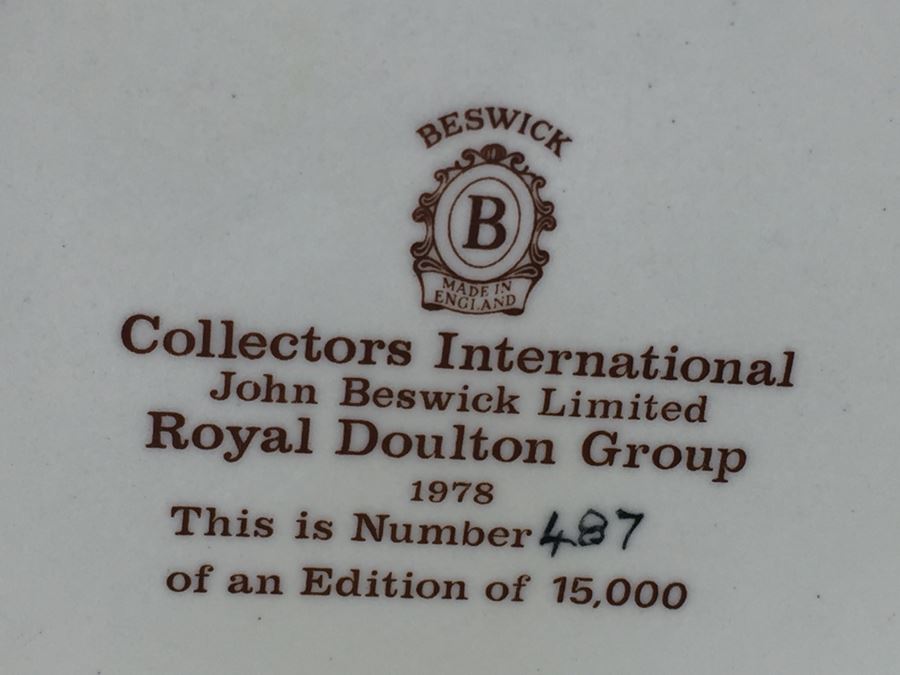 BESWICK
B
MADE IN
ENGLAND
Collectors International
John Beswick Limited
Royal Doulton Group
1978
This is Number 487
of an Edition of 15,000